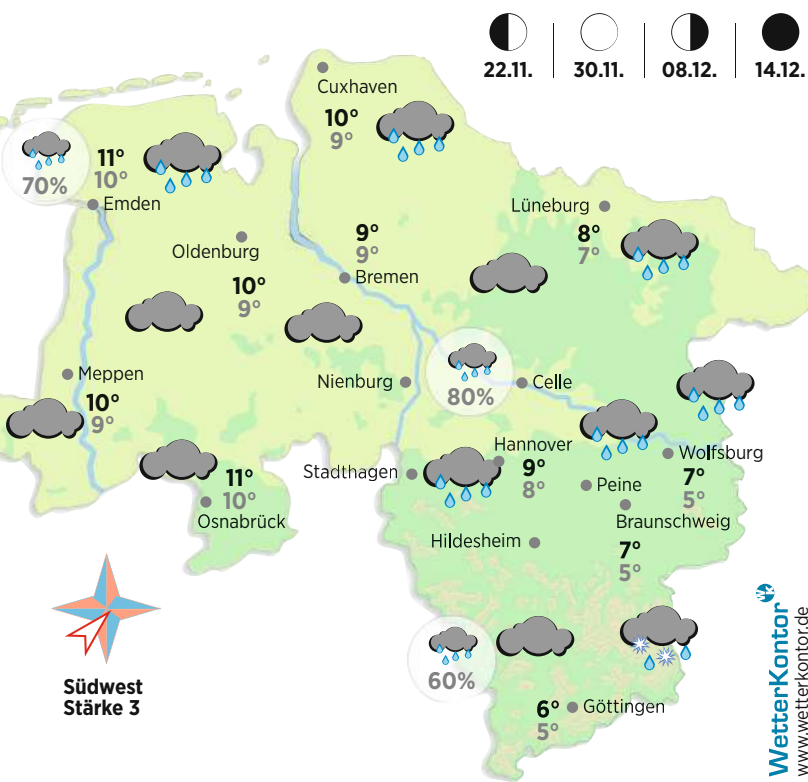 22.11.
30.11.
08.12.
14.12.
Cuxhaven
10°
9°
70%
11°
10°
Emden
Lüneburg
8°
7°
Oldenburg
10°
9°
9°
9°
Bremen
Meppen
10°
9°
Nienburg
80%
Celle
Hannover
9°
8°
Wolfsburg
7°
5°
Stadthagen
Peine
11°
10°
Osnabrück
Braunschweig
7°
5°
Hildesheim
60%
Südwest
Stärke 3
6°
5°
Göttingen
WK
WetterKontor
www.wetterkontor.de